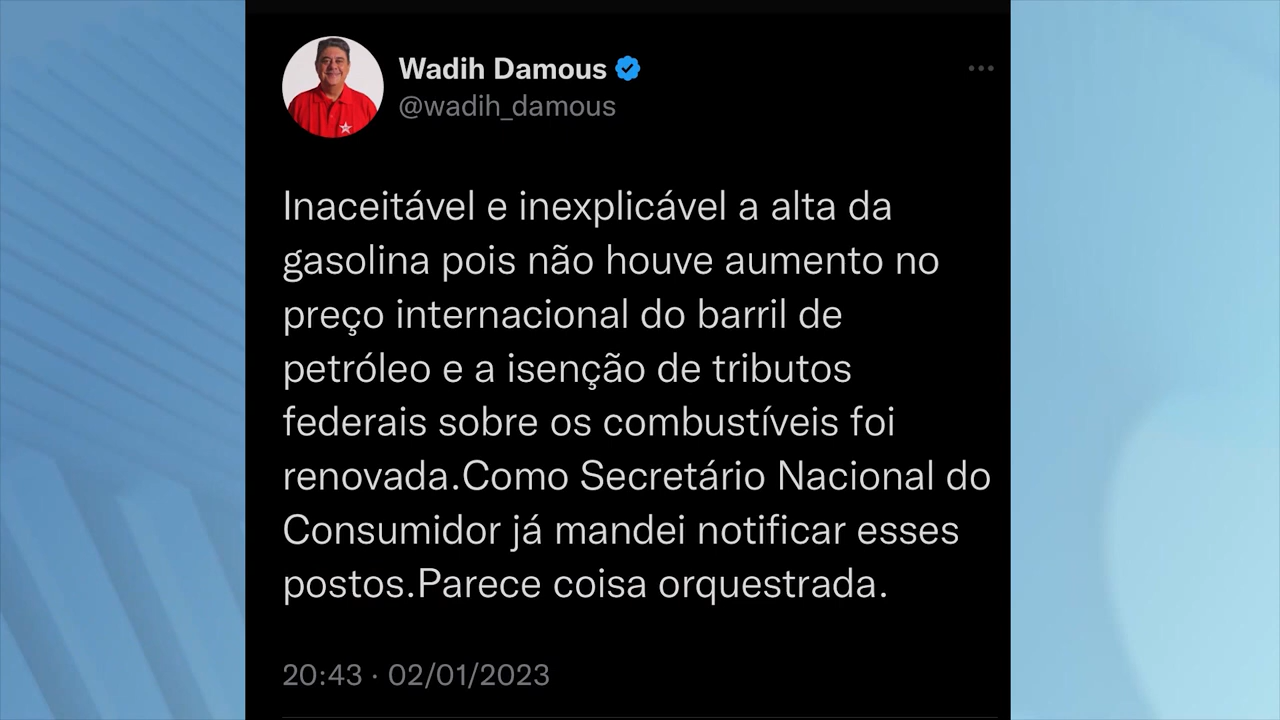 Wadih Damous
@wadih_damous
Inaceitável e inexplicável a alta da
gasolina pois não houve aumento no
preço internacional do barril de
petróleo e a isenção de tributos
federais sobre os combustíveis foi
renovada.Como Secretário Nacional do
Consumidor já mandei notificar esses
postos.Parece coisa orquestrada.
20:43 · 02/01/2023